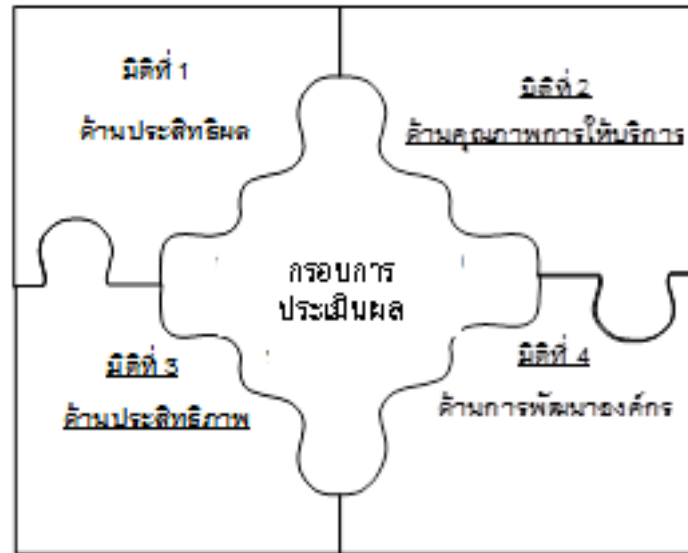 มิติที่ 1
ด้านประสิทธิผล
มิติที่ 2
ด้านคุณภาพการให้บริการ
กรอบการ
ประเมินผล
มิติที่ 3
ด้านประสิทธิภาพ
มิติที่ 4
ด้านการพัฒนาองค์กร